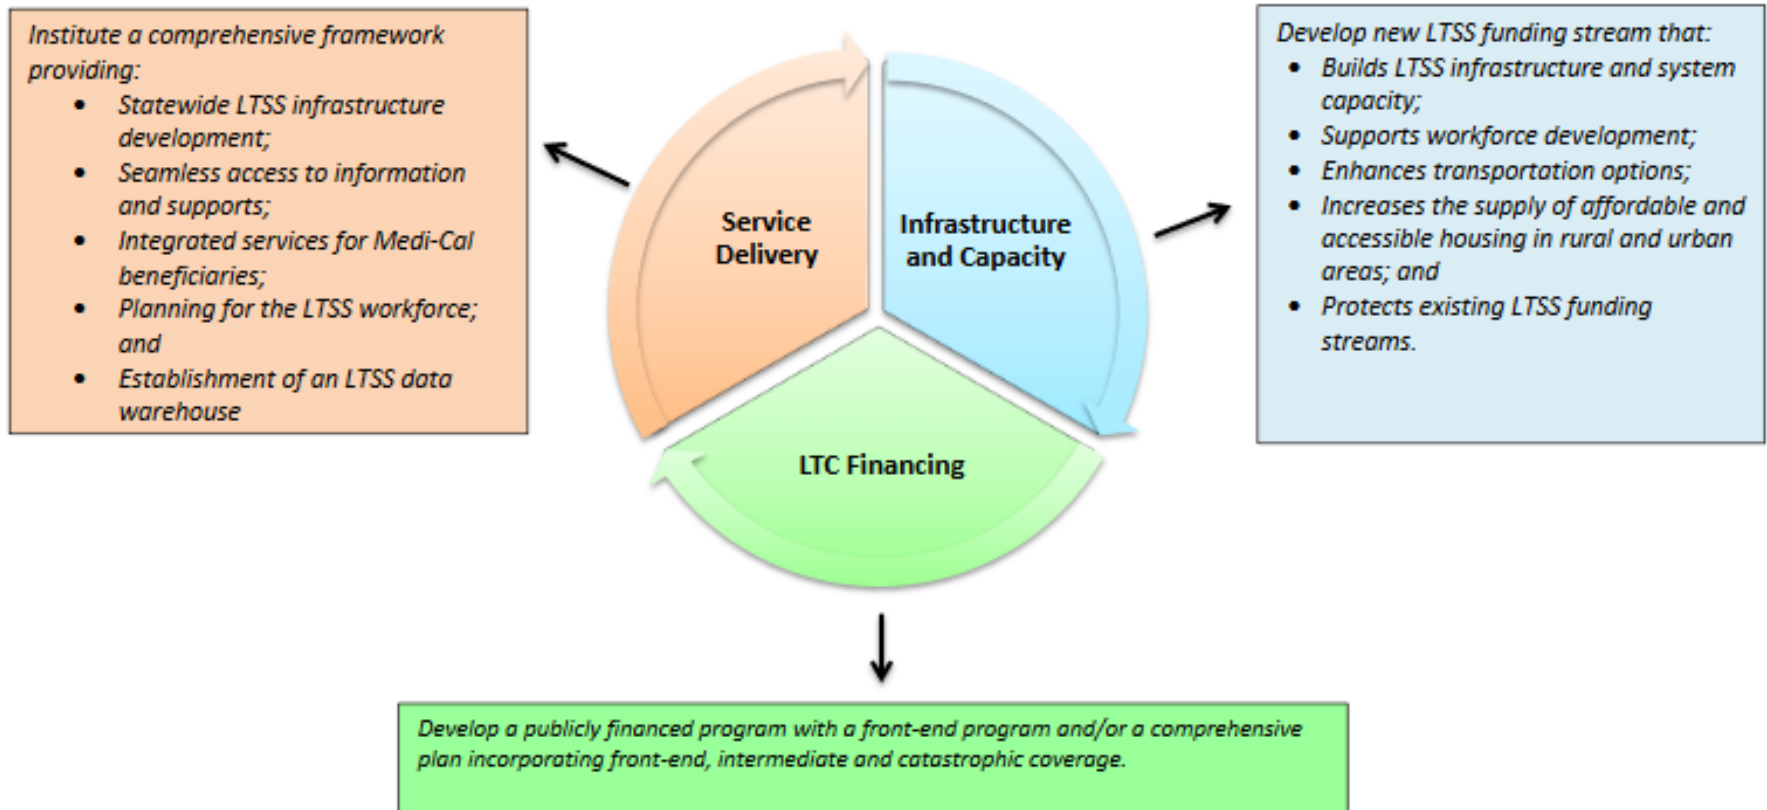 Institute a comprehensive framework
providing:
• Statewide LTSS infrastructure
development;
• Seamless access to information
and supports;
• Integrated services for Medi-Cal
beneficiaries;
• Planning for the LTSS workforce;
and
• Establishment of an LTSS data
warehouse
Service
Delivery
Infrastructure
and Capacity
LTC Financing
Develop new LTSS funding stream that:
• Builds LTSS infrastructure and system
capacity;
• Supports workforce development;
• Enhances transportation options;
• Increases the supply of affordable and
accessible housing in rural and urban
areas; and
• Protects existing LTSS funding
streams.
Develop a publicly financed program with a front-end program and/or a comprehensive
plan incorporating front-end, intermediate and catastrophic coverage.